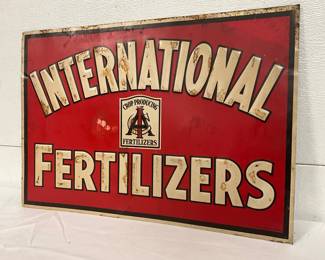 INTERNATIONAL
CROP PRODUCING
FERTILIZERS
FERTILIZERS